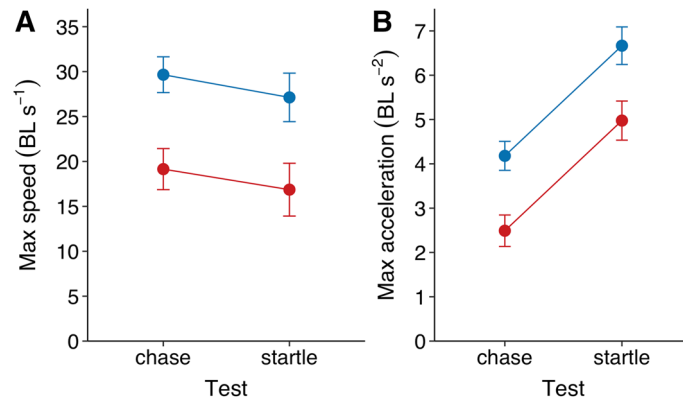 A
Max speed (BL s⁻¹)
35
30
25
20
15
10
5
0
chase startle
Test
B
Max acceleration (BL s⁻²)
7
6
5
4
3
2
1
0
chase startle
Test